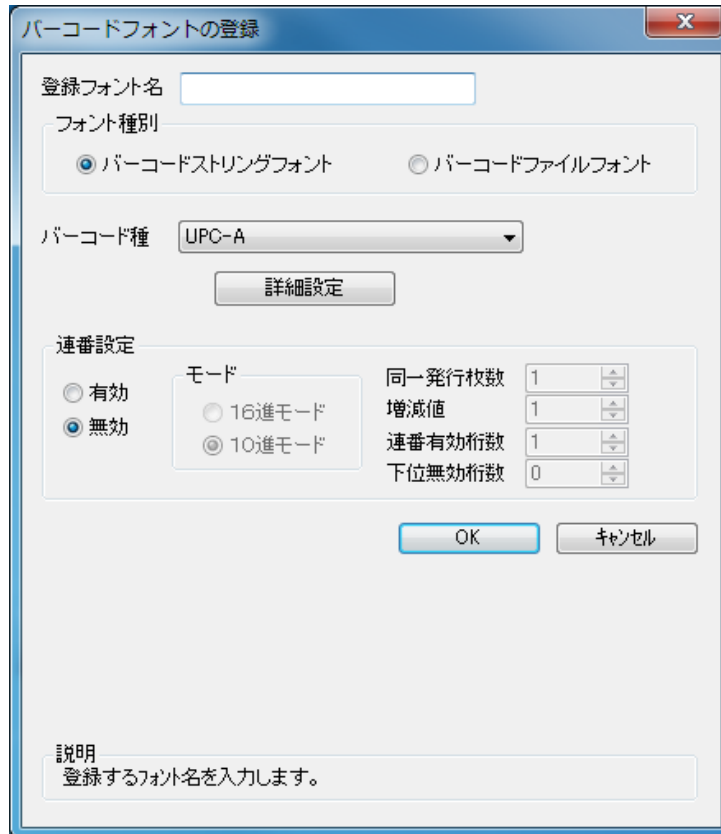 バーコードフォントの登録
登録フォント名
フォント種別
バーコードストリングフォント バーコードファイルフォント
バーコード種 UPC-A
詳細設定
連番設定
有効
無効
モード
16進モード
10進モード
同一発行枚数 1
増減値 1
連番有効桁数 1
下位無効桁数 0
OK キャンセル
説明
登録するフォント名を入力します。